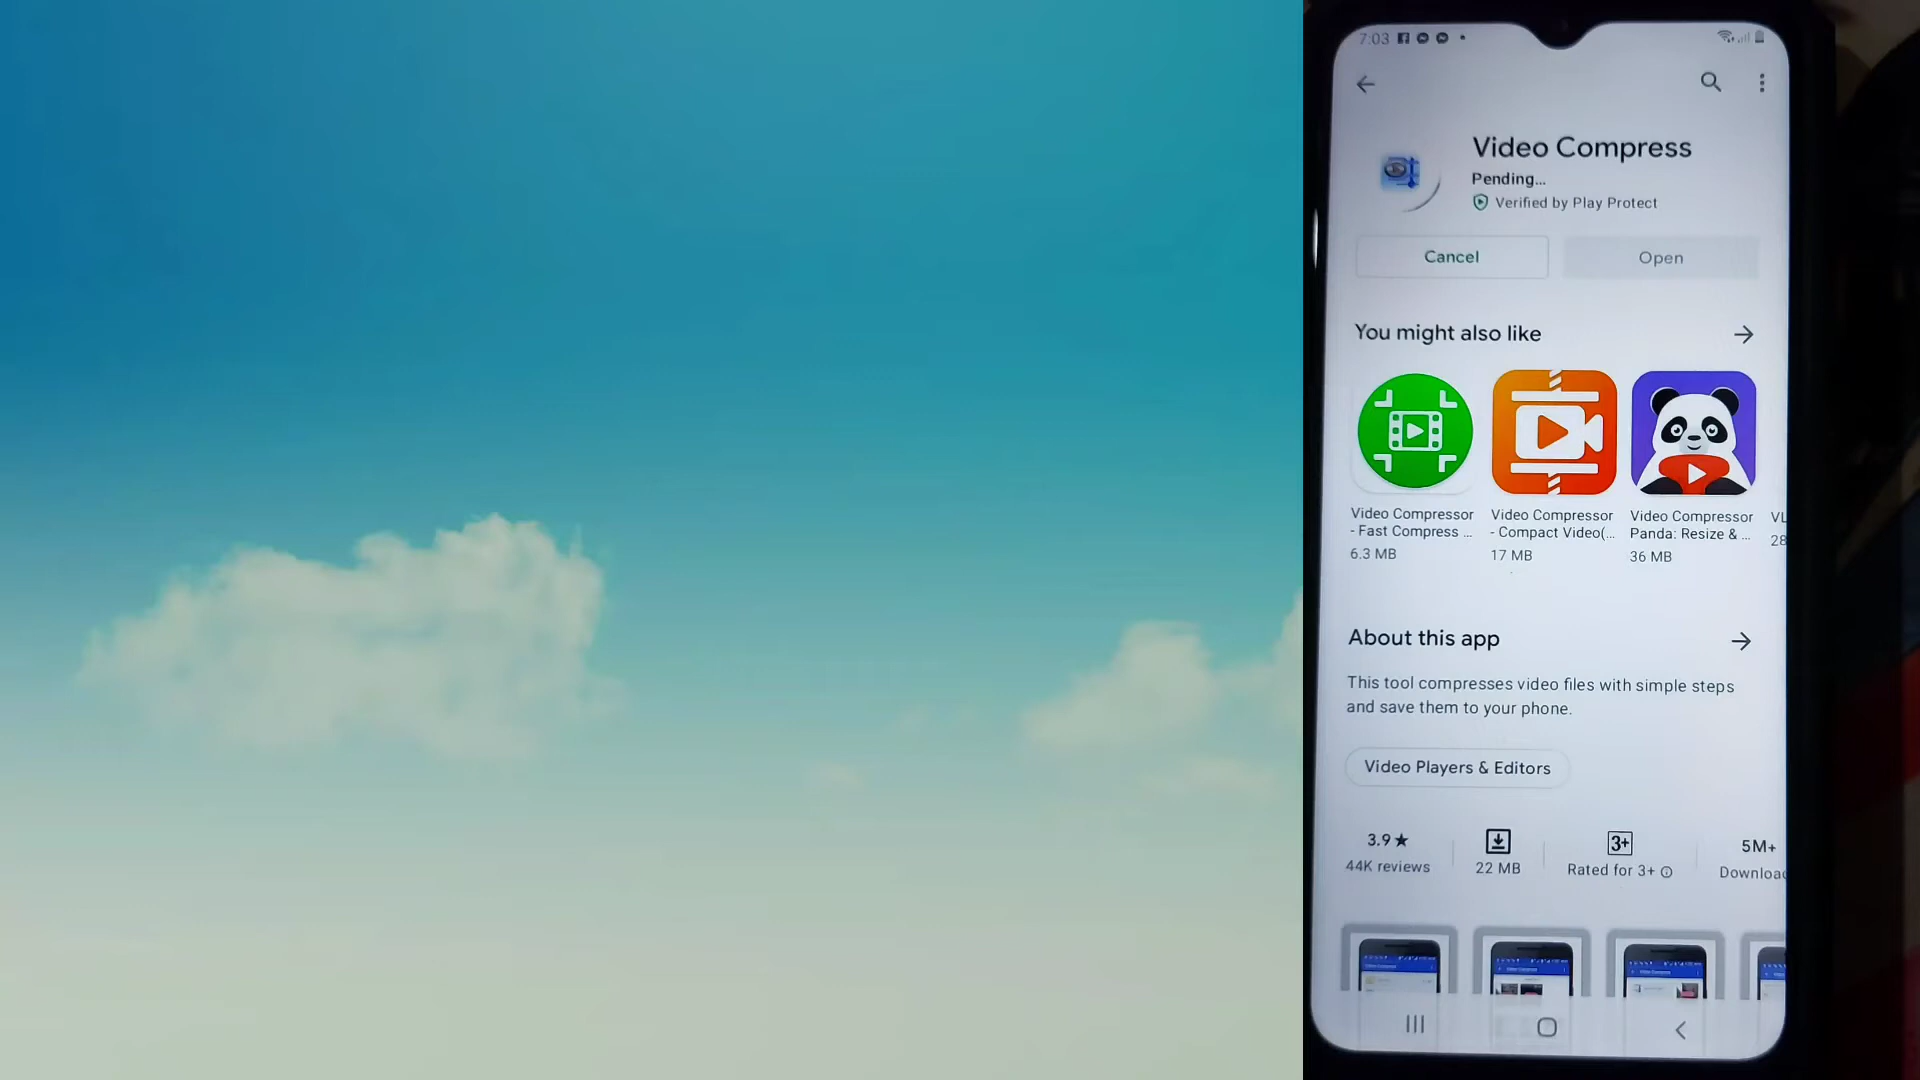 7:03
Video Compress
Pending...
Verified by Play Protect
Cancel
Open
You might also like
Video Compressor
- Fast Compress ...
6.3 MB
Video Compressor
- Compact Video(...
17 MB
Video Compressor
Panda: Resize & ...
36 MB
VL
28
About this app
This tool compresses video files with simple steps
and save them to your phone.
Video Players & Editors
3.9★
44K reviews
22 MB
3+
Rated for 3+
5M+
Downloa